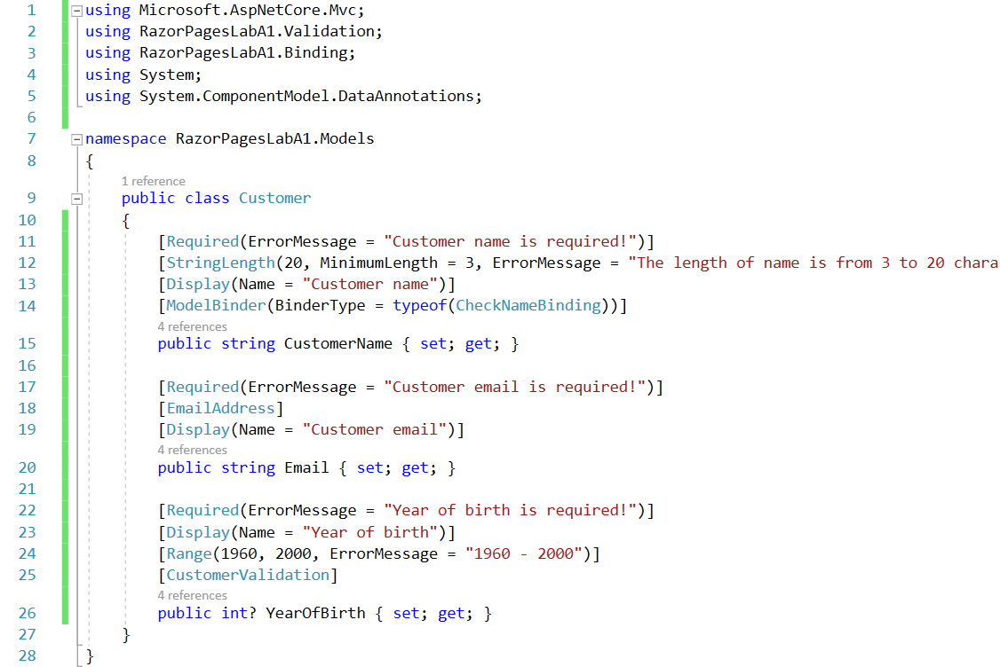 1 using Microsoft.AspNetCore.Mvc;
2 using RazorPagesLabA1.Validation;
3 using RazorPagesLabA1.Binding;
4 using System;
5 using System.ComponentModel.DataAnnotations;
6
7 namespace RazorPagesLabA1.Models
8 {
1 reference
9 public class Customer
10 {
11 [Required(ErrorMessage = "Customer name is required!")]
12 [StringLength(20, MinimumLength = 3, ErrorMessage = "The length of name is from 3 to 20 chara
13 [Display(Name = "Customer name")]
14 [ModelBinder(BinderType = typeof(CheckNameBinding))]
4 references
15 public string CustomerName { set; get; }
16
17 [Required(ErrorMessage = "Customer email is required!")]
18 [EmailAddress]
19 [Display(Name = "Customer email")]
4 references
20 public string Email { set; get; }
21
22 [Required(ErrorMessage = "Year of birth is required!")]
23 [Display(Name = "Year of birth")]
24 [Range(1960, 2000, ErrorMessage = "1960 - 2000")]
25 [CustomerValidation]
4 references
26 public int? YearOfBirth { set; get; }
27 }
28 }